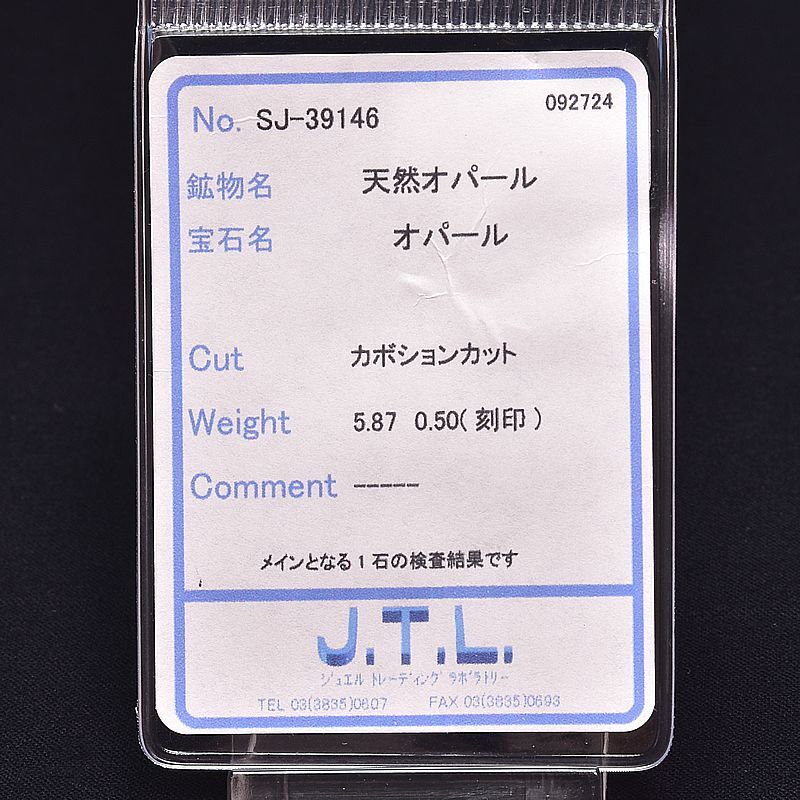 No. SJ-39146 092724
鉱物名 天然オパール
宝石名 オパール
Cut カボションカット
Weight 5.87 0.50(刻印)
Comment -----
メインとなる1石の検査結果です
J.T.L.
ジュエル トレーディング ラボラトリー
TEL 03(3835)0607 FAX 03(3835)0693